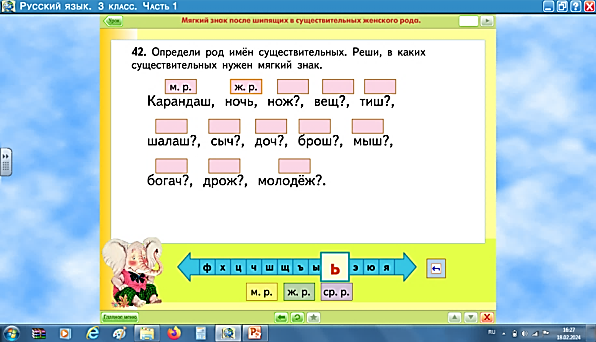 Русский язык. 3 класс. Часть 1
Урок
Мягкий знак после шипящих в существительных женского рода.
42. Определи род имён существительных. Реши, в каких
существительных нужен мягкий знак.
м. р. ж. р.
Карандаш, ночь, нож?, вещ?, тиш?,
шалаш?, сыч?, доч?, брош?, мыш?,
богач?, дрож?, молодёж?.
ф х ц ч ш щ ъ ы ь э ю я
м. р. ж. р. ср. р.
Главное меню
RU
16:27
18.02.2024